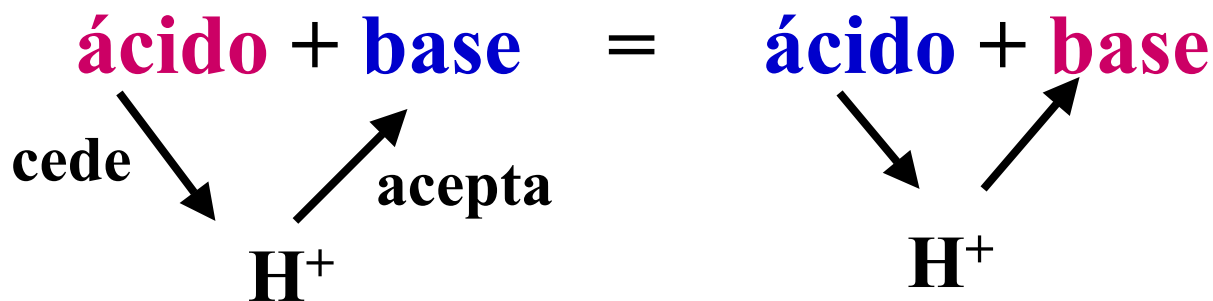 ácido + base = ácido + base
cede
acepta
H⁺
H⁺